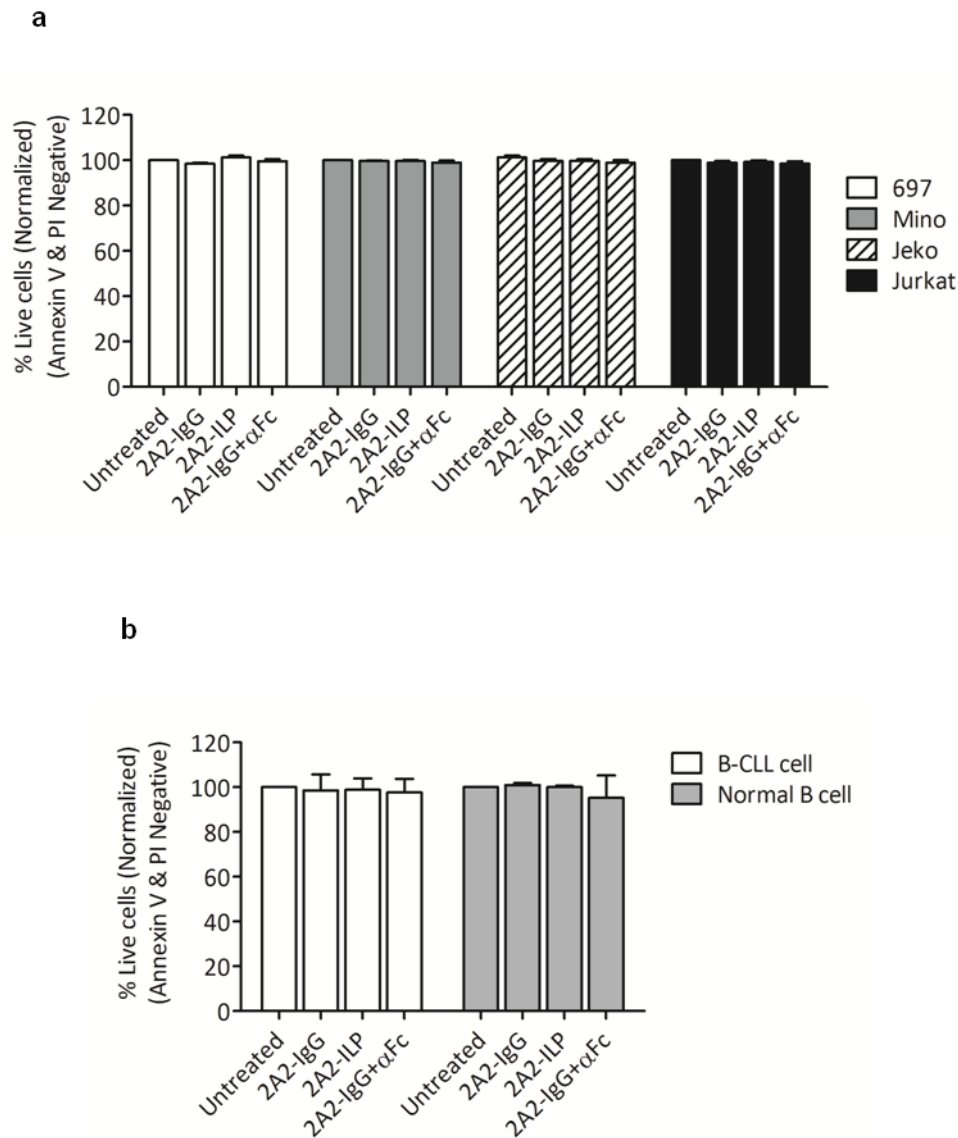 a
% Live cells (Normalized)
(Annexin V & PI Negative)
120
100
80
60
40
20
0
Untreated
2A2-IgG
2A2-ILP
2A2-IgG+αFc
Untreated
2A2-IgG
2A2-ILP
2A2-IgG+αFc
Untreated
2A2-IgG
2A2-ILP
2A2-IgG+αFc
Untreated
2A2-IgG
2A2-ILP
2A2-IgG+αFc
697
Mino
Jeko
Jurkat
b
% Live cells (Normalized)
(Annexin V & PI Negative)
120
100
80
60
40
20
0
Untreated
2A2-IgG
2A2-ILP
2A2-IgG+αFc
Untreated
2A2-IgG
2A2-ILP
2A2-IgG+αFc
B-CLL cell
Normal B cell